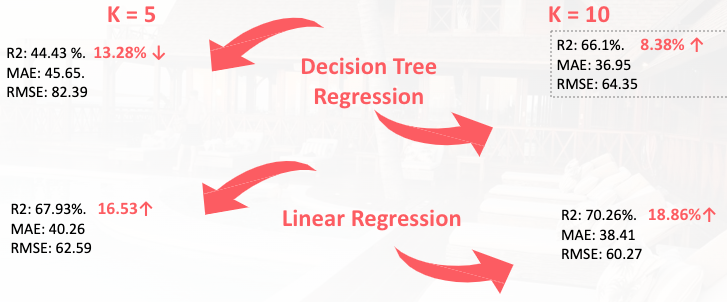 K = 5
K = 10
R2: 44.43 %. 13.28% ↓
MAE: 45.65.
RMSE: 82.39
Decision Tree
Regression
R2: 66.1%. 8.38% ↑
MAE: 36.95
RMSE: 64.35
R2: 67.93%. 16.53↑
MAE: 40.26
RMSE: 62.59
Linear Regression
R2: 70.26%. 18.86%↑
MAE: 38.41
RMSE: 60.27